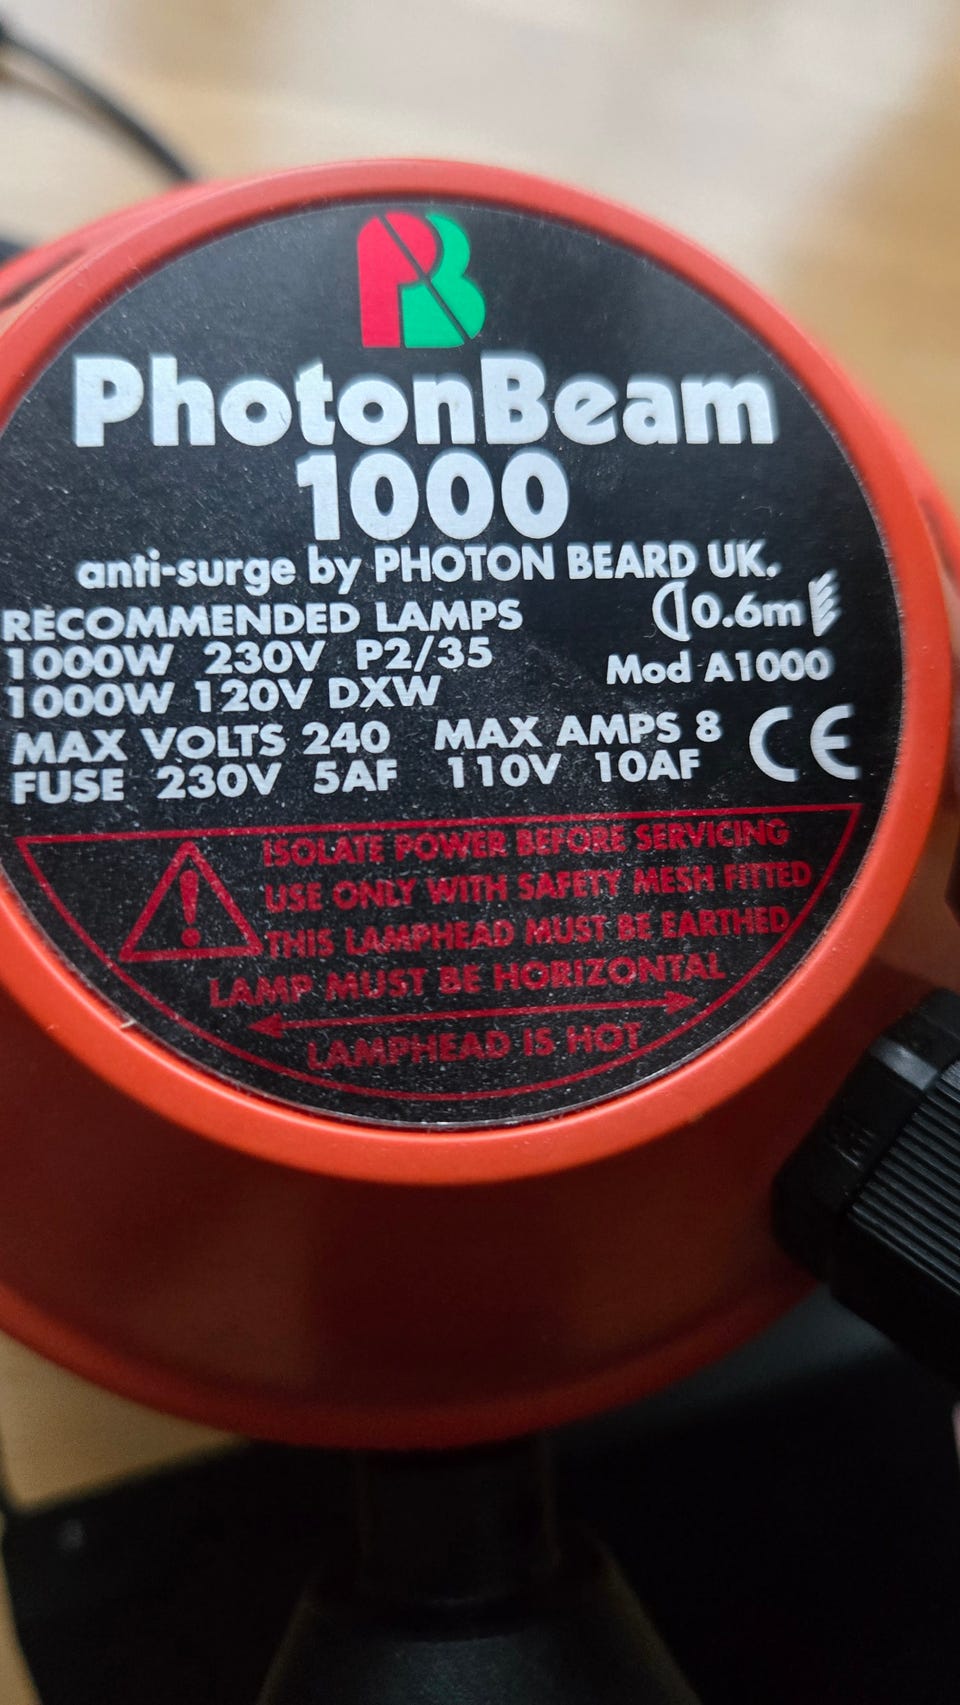 PB
PhotonBeam
1000
anti-surge by PHOTON BEARD UK.
RECOMMENDED LAMPS
1000W 230V P2/35
1000W 120V DXW
0.6m
Mod A1000
MAX VOLTS 240 MAX AMPS 8
FUSE 230V 5AF 110V 10AF
CE
ISOLATE POWER BEFORE SERVICING
USE ONLY WITH SAFETY MESH FITTED
THIS LAMPHEAD MUST BE EARTHED
LAMP MUST BE HORIZONTAL
LAMPHEAD IS HOT